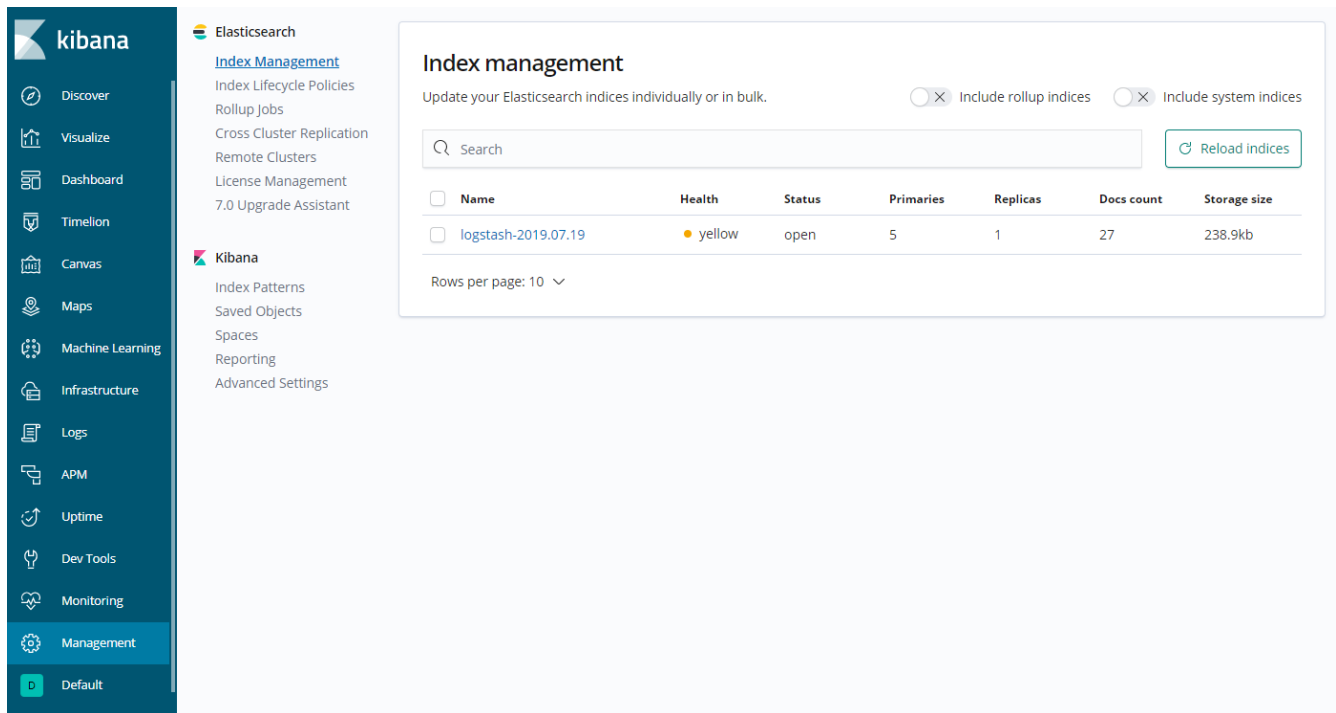 kibana
Discover
Visualize
Dashboard
Timelion
Canvas
Maps
Machine Learning
Infrastructure
Logs
APM
Uptime
Dev Tools
Monitoring
Management
D Default
Elasticsearch
Index Management
Index Lifecycle Policies
Rollup Jobs
Cross Cluster Replication
Remote Clusters
License Management
7.0 Upgrade Assistant
Kibana
Index Patterns
Saved Objects
Spaces
Reporting
Advanced Settings
Index management
Update your Elasticsearch indices individually or in bulk. Include rollup indices Include system indices
Search Reload indices
Name Health Status Primaries Replicas Docs count Storage size
logstash-2019.07.19 yellow open 5 1 27 238.9kb
Rows per page: 10